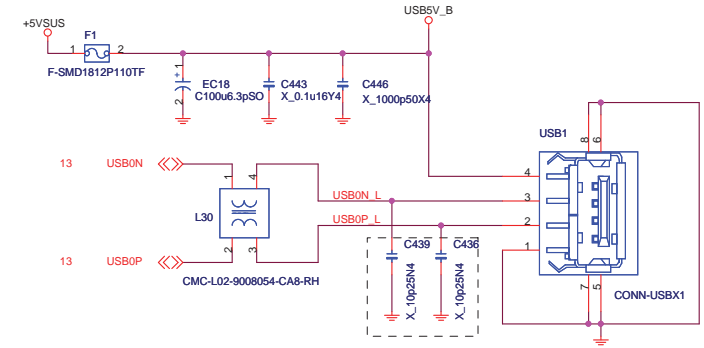 +5VSUS
USB5V_B
F1
1
2
F-SMD1812P110TF
+
1
2
EC18
C100u6.3pSO
C443
X_0.1u16Y4
C446
X_1000p50X4
USB1
8
6
13 USB0N
1
4
4
L30
USB0N_L
3
USB0P_L
2
2
3
1
13 USB0P
C439
C436
X_10p25N4
X_10p25N4
CMC-L02-9008054-CA8-RH
7
5
CONN-USBX1